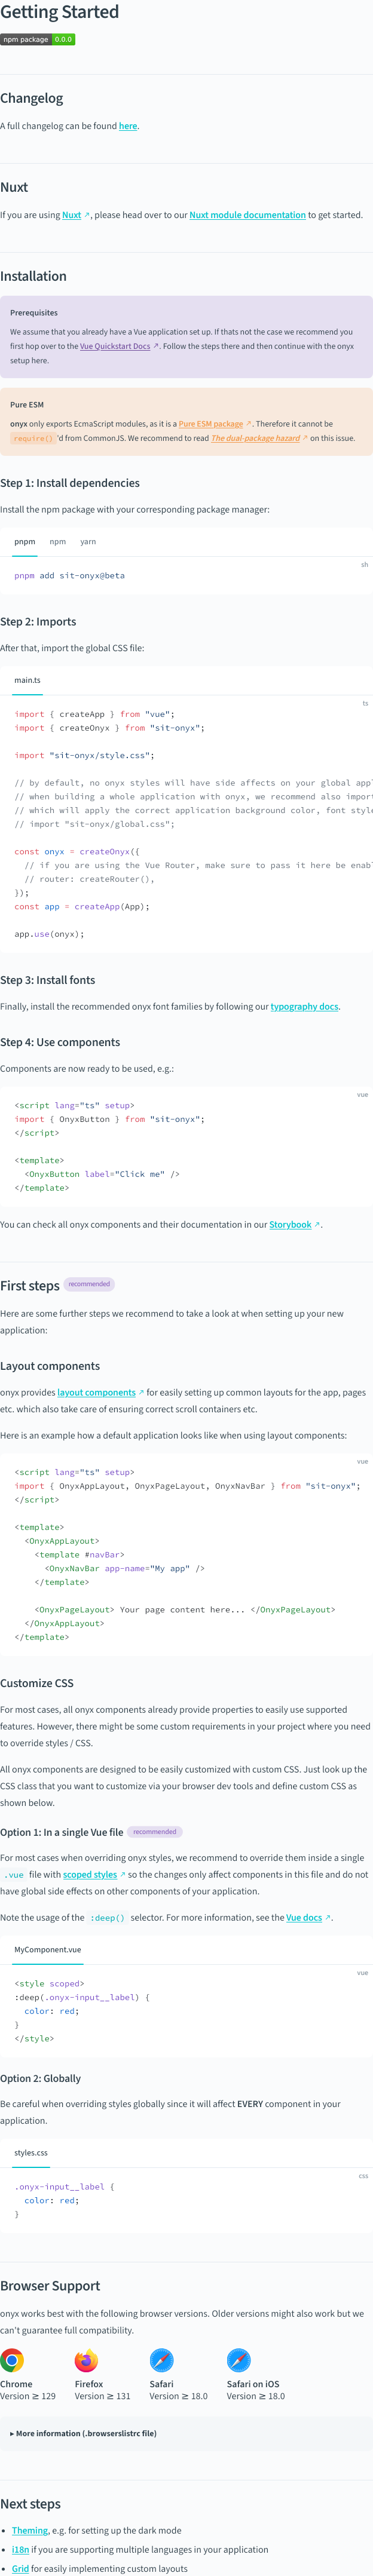 Getting Started
npm package 0.0.0
Changelog
A full changelog can be found here.
Nuxt
If you are using Nuxt ↗, please head over to our Nuxt module documentation to get started.
Installation
Prerequisites
We assume that you already have a Vue application set up. If thats not the case we recommend you
first hop over to the Vue Quickstart Docs ↗. Follow the steps there and then continue with the onyx
setup here.
Pure ESM
onyx only exports EcmaScript modules, as it is a Pure ESM package ↗. Therefore it cannot be
require() 'd from CommonJS. We recommend to read The dual-package hazard ↗ on this issue.
Step 1: Install dependencies
Install the npm package with your corresponding package manager:
pnpm npm yarn
sh
pnpm add sit-onyx@beta
Step 2: Imports
After that, import the global CSS file:
main.ts
ts
import { createApp } from "vue";
import { createOnyx } from "sit-onyx";
import "sit-onyx/style.css";
// by default, no onyx styles will have side affects on your global appl
// when building a whole application with onyx, we recommend also import
// which will apply the correct application background color, font style
// import "sit-onyx/global.css";
const onyx = createOnyx({
  // if you are using the Vue Router, make sure to pass it here be enabl
  // router: createRouter(),
});
const app = createApp(App);
app.use(onyx);
Step 3: Install fonts
Finally, install the recommended onyx font families by following our typography docs.
Step 4: Use components
Components are now ready to be used, e.g.:
vue
<script lang="ts" setup>
import { OnyxButton } from "sit-onyx";
</script>
<template>
  <OnyxButton label="Click me" />
</template>
You can check all onyx components and their documentation in our Storybook ↗.
First steps recommended
Here are some further steps we recommend to take a look at when setting up your new
application:
Layout components
onyx provides layout components ↗ for easily setting up common layouts for the app, pages
etc. which also take care of ensuring correct scroll containers etc.
Here is an example how a default application looks like when using layout components:
vue
<script lang="ts" setup>
import { OnyxAppLayout, OnyxPageLayout, OnyxNavBar } from "sit-onyx";
</script>
<template>
  <OnyxAppLayout>
    <template #navBar>
      <OnyxNavBar app-name="My app" />
    </template>
    <OnyxPageLayout> Your page content here... </OnyxPageLayout>
  </OnyxAppLayout>
</template>
Customize CSS
For most cases, all onyx components already provide properties to easily use supported
features. However, there might be some custom requirements in your project where you need
to override styles / CSS.
All onyx components are designed to be easily customized with custom CSS. Just look up the
CSS class that you want to customize via your browser dev tools and define custom CSS as
shown below.
Option 1: In a single Vue file recommended
For most cases when overriding onyx styles, we recommend to override them inside a single
.vue file with scoped styles ↗ so the changes only affect components in this file and do not
have global side effects on other components of your application.
Note the usage of the :deep() selector. For more information, see the Vue docs ↗.
MyComponent.vue
vue
<style scoped>
:deep(.onyx-input__label) {
  color: red;
}
</style>
Option 2: Globally
Be careful when overriding styles globally since it will affect EVERY component in your
application.
styles.css
css
.onyx-input__label {
  color: red;
}
Browser Support
onyx works best with the following browser versions. Older versions might also work but we
can't guarantee full compatibility.
Chrome Firefox Safari Safari on iOS
Version ≥ 129 Version ≥ 131 Version ≥ 18.0 Version ≥ 18.0
▸ More information (.browserslistrc file)
Next steps
• Theming, e.g. for setting up the dark mode
• i18n if you are supporting multiple languages in your application
• Grid for easily implementing custom layouts